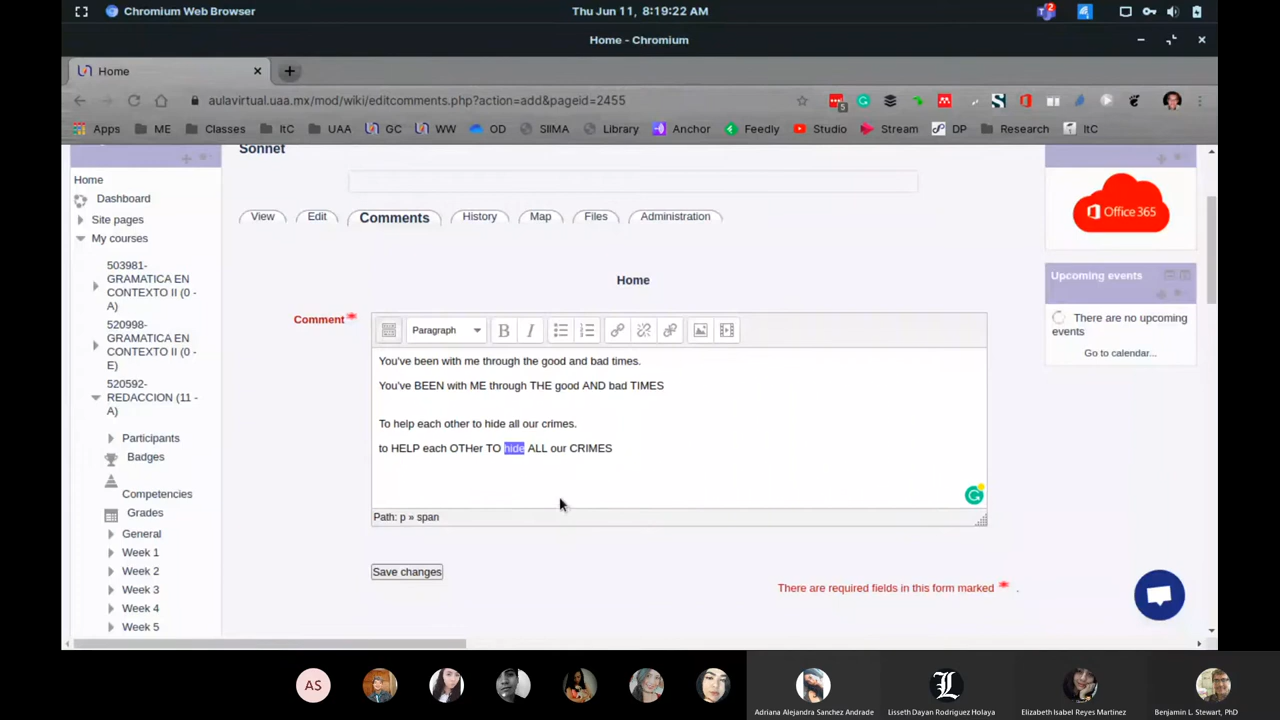 Chromium Web Browser
Thu Jun 11, 8:19:22 AM
2
Home - Chromium
Home
aulavirtual.uaa.mx/mod/wiki/editcomments.php?action=add&pageid=2455
5
Apps
ME
Classes
ItC
UAA
GC
WW
OD
SIIMA
Library
Anchor
Feedly
Studio
Stream
DP
Research
ItC
Sonnet
Home
Dashboard
Site pages
My courses
503981-
GRAMATICA EN
CONTEXTO II (0 -
A)
520998-
GRAMATICA EN
CONTEXTO II (0 -
E)
520592-
REDACCION (11 -
A)
Participants
Badges
Competencies
Grades
General
Week 1
Week 2
Week 3
Week 4
Week 5
View
Edit
Comments
History
Map
Files
Administration
Home
Comment
Paragraph
B
I
You've been with me through the good and bad times.
You've BEEN with ME through THE good AND bad TIMES
To help each other to hide all our crimes.
to HELP each OTHer TO hide ALL our CRIMES
Path: p » span
Save changes
There are required fields in this form marked * .
Office 365
Upcoming events
There are no upcoming
events
Go to calendar...
AS
L
Adriana Alejandra Sanchez Andrade
Lisseth Dayan Rodriguez Holaya
Elizabeth Isabel Reyes Martinez
Benjamin L. Stewart, PhD